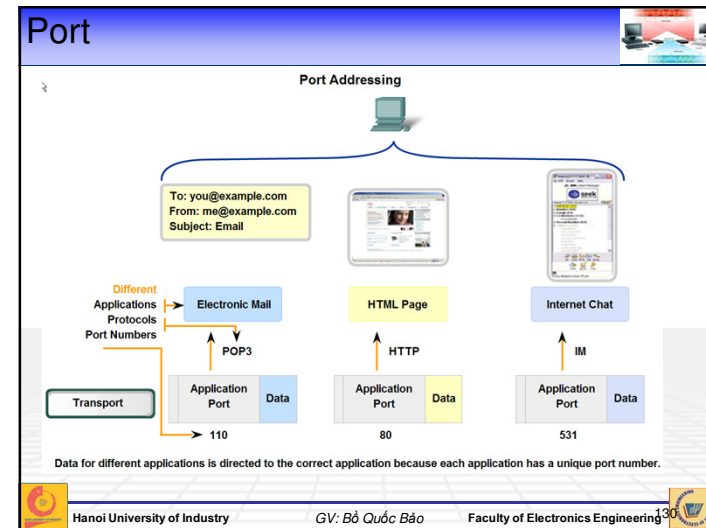 Port
Port Addressing
To: you@example.com
From: me@example.com
Subject: Email
seek
Different
Applications
Protocols
Port Numbers
Electronic Mail
HTML Page
Internet Chat
POP3
HTTP
IM
Transport
Application
Port
Data
Application
Port
Data
Application
Port
Data
110
80
531
Data for different applications is directed to the correct application because each application has a unique port number.
Hanoi University of Industry
GV: Bồ Quốc Bảo
Faculty of Electronics Engineering
130